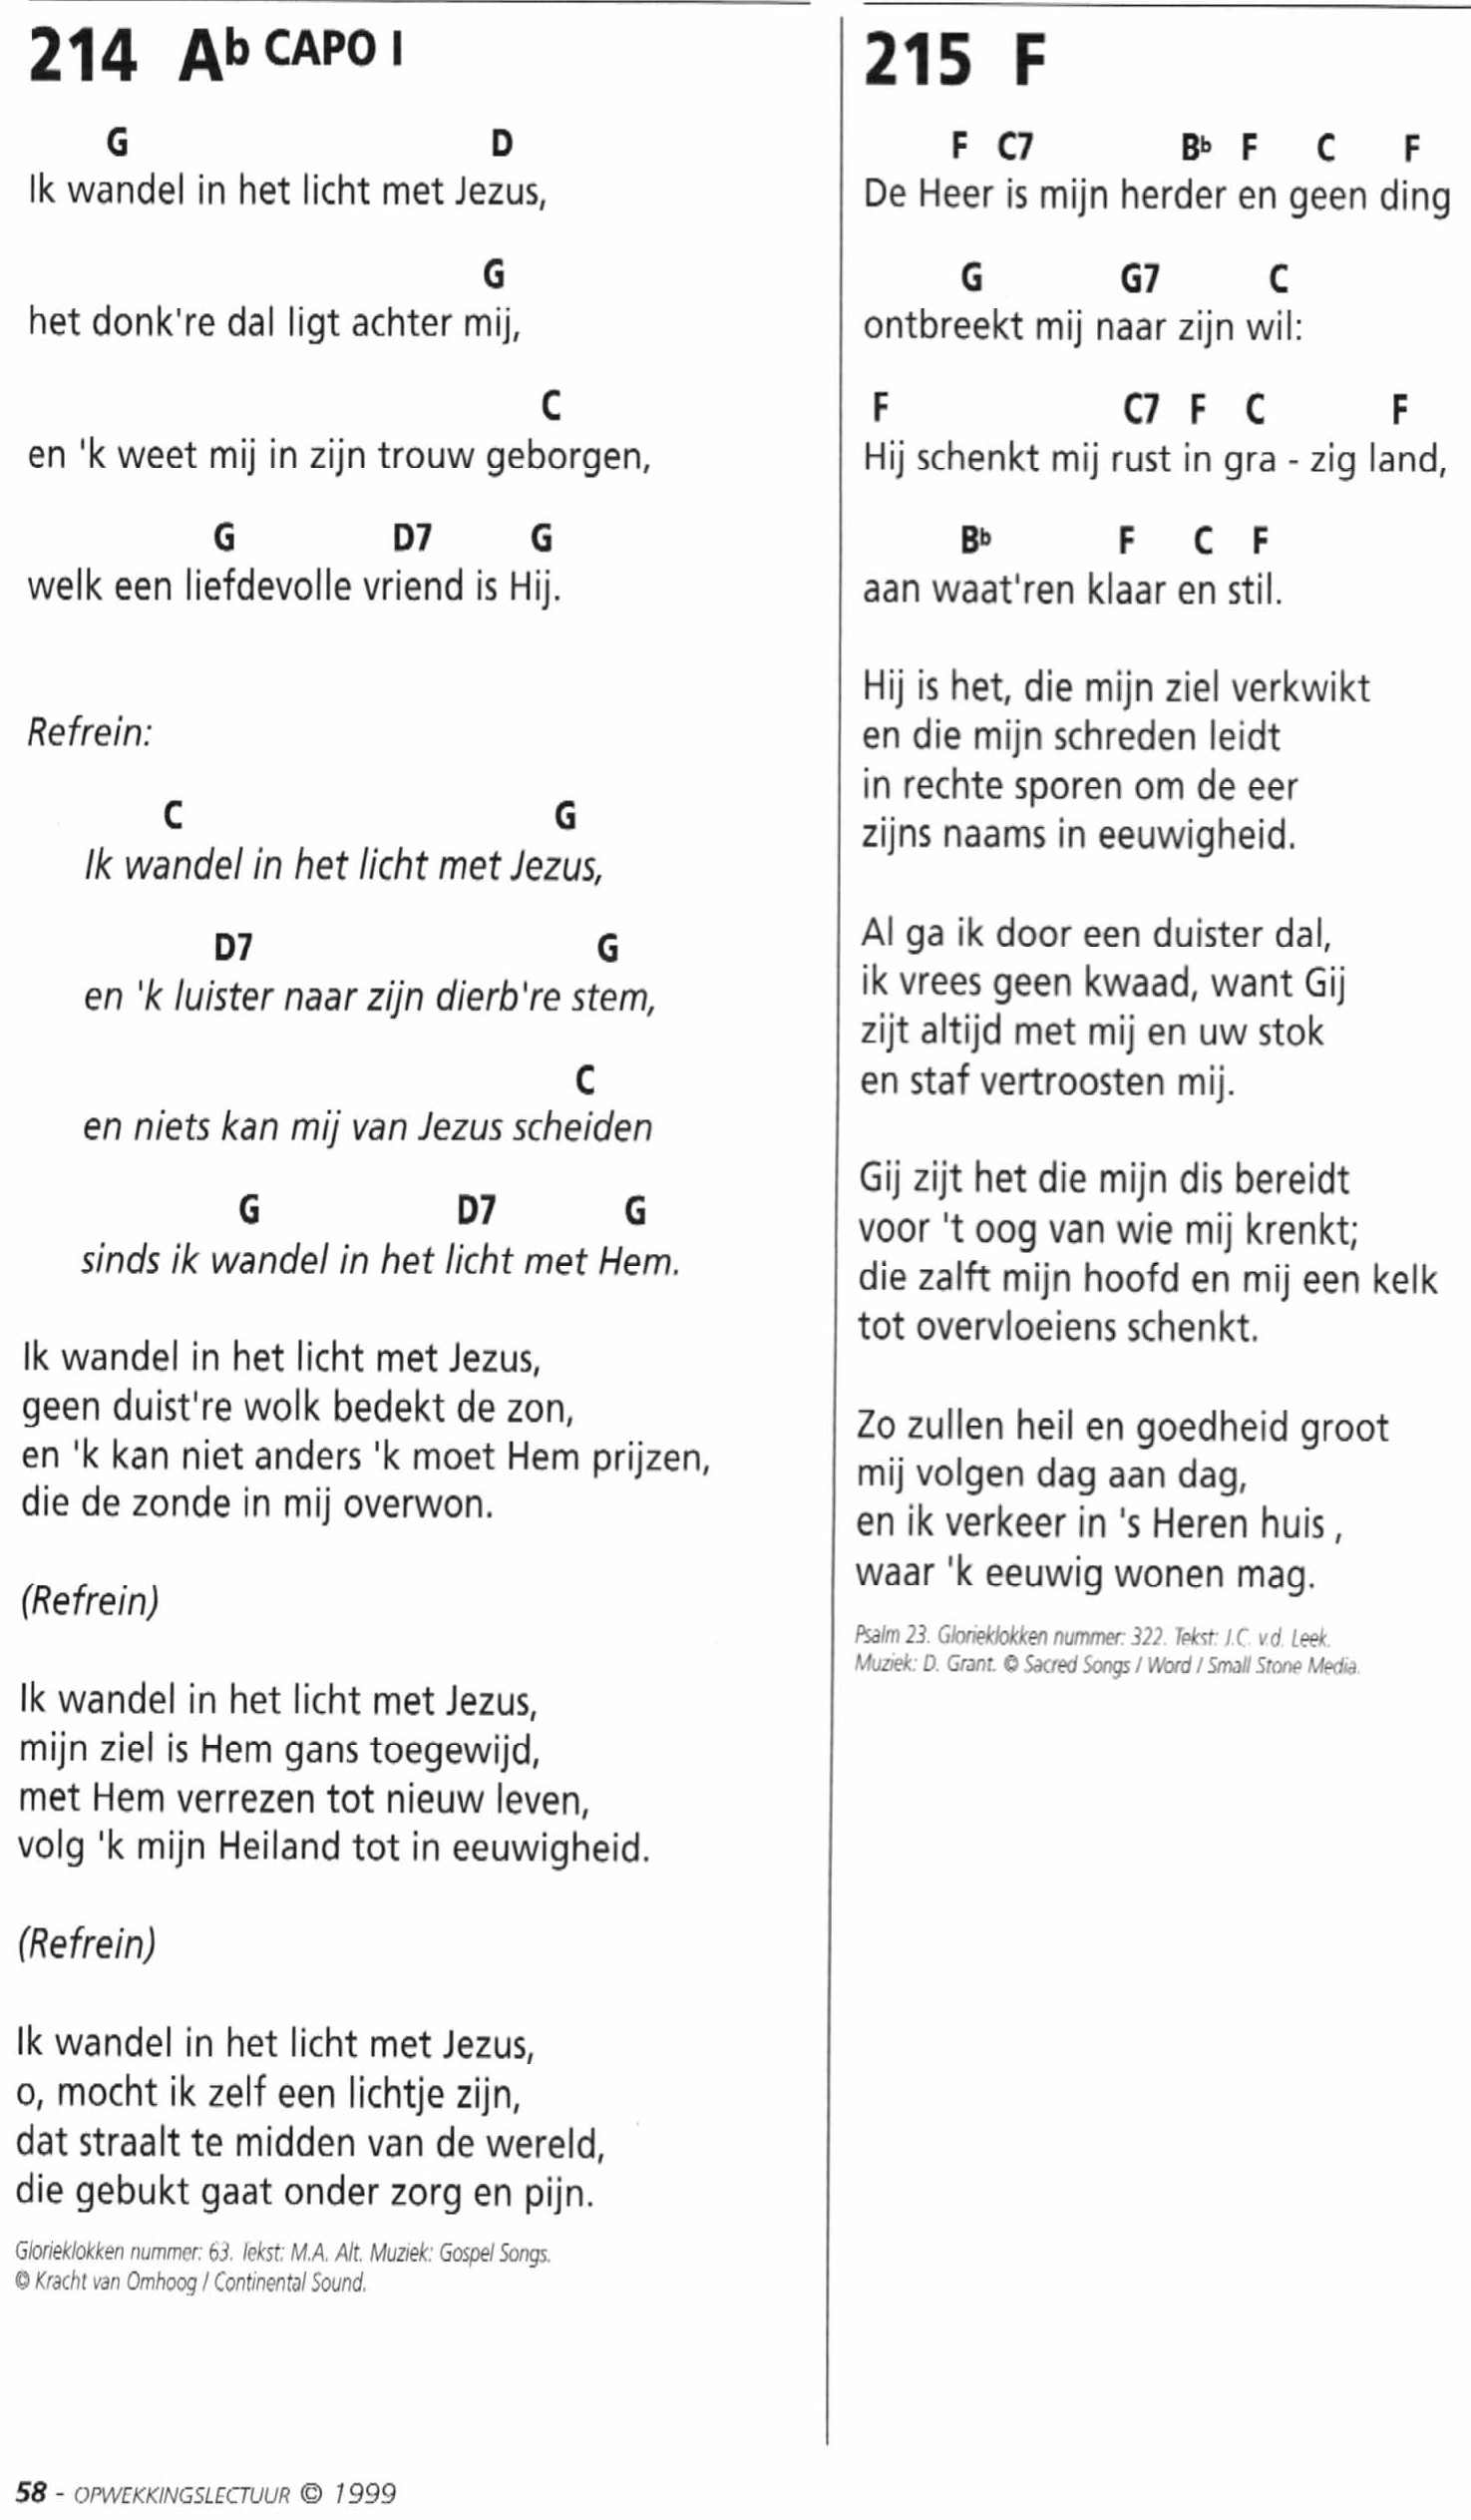 214 Ab CAPO I
G D
Ik wandel in het licht met Jezus,
G
het donk're dal ligt achter mij,
C
en 'k weet mij in zijn trouw geborgen,
G D7 G
welk een liefdevolle vriend is Hij.
Refrein:
C G
Ik wandel in het licht met Jezus,
D7 G
en 'k luister naar zijn dierb're stem,
C
en niets kan mij van Jezus scheiden
G D7 G
sinds ik wandel in het licht met Hem.
Ik wandel in het licht met Jezus,
geen duist're wolk bedekt de zon,
en 'k kan niet anders 'k moet Hem prijzen,
die de zonde in mij overwon.
(Refrein)
Ik wandel in het licht met Jezus,
mijn ziel is Hem gans toegewijd,
met Hem verrezen tot nieuw leven,
volg 'k mijn Heiland tot in eeuwigheid.
(Refrein)
Ik wandel in het licht met Jezus,
o, mocht ik zelf een lichtje zijn,
dat straalt te midden van de wereld,
die gebukt gaat onder zorg en pijn.
Glorieklokken nummer: 63. Tekst: M.A. Alt. Muziek: Gospel Songs.
© Kracht van Omhoog / Continental Sound.
215 F
F C7 Bb F C F
De Heer is mijn herder en geen ding
G G7 C
ontbreekt mij naar zijn wil:
F C7 F C F
Hij schenkt mij rust in gra - zig land,
Bb F C F
aan waat'ren klaar en stil.
Hij is het, die mijn ziel verkwikt
en die mijn schreden leidt
in rechte sporen om de eer
zijns naams in eeuwigheid.
Al ga ik door een duister dal,
ik vrees geen kwaad, want Gij
zijt altijd met mij en uw stok
en staf vertroosten mij.
Gij zijt het die mijn dis bereidt
voor 't oog van wie mij krenkt;
die zalft mijn hoofd en mij een kelk
tot overvloeiens schenkt.
Zo zullen heil en goedheid groot
mij volgen dag aan dag,
en ik verkeer in 's Heren huis ,
waar 'k eeuwig wonen mag.
Psalm 23. Glorieklokken nummer: 322. Tekst: J.C. v.d. Leek.
Muziek: D. Grant. © Sacred Songs / Word / Small Stone Media.
58 - OPWEKKINGSLECTUUR © 1999